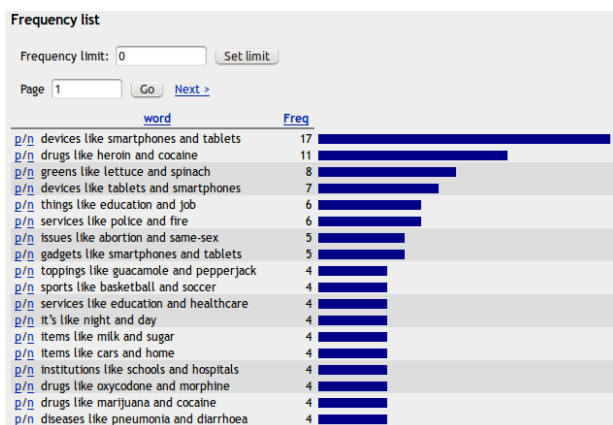 Frequency list
Frequency limit: 0 Set limit
Page 1 Go Next >
word Freq
p/n devices like smartphones and tablets 17
p/n drugs like heroin and cocaine 11
p/n greens like lettuce and spinach 8
p/n devices like tablets and smartphones 7
p/n things like education and job 6
p/n services like police and fire 6
p/n issues like abortion and same-sex 5
p/n gadgets like smartphones and tablets 5
p/n toppings like guacamole and pepperjack 4
p/n sports like basketball and soccer 4
p/n services like education and healthcare 4
p/n it's like night and day 4
p/n items like milk and sugar 4
p/n items like cars and home 4
p/n institutions like schools and hospitals 4
p/n drugs like oxycodone and morphine 4
p/n drugs like marijuana and cocaine 4
p/n diseases like pneumonia and diarrhoea 4